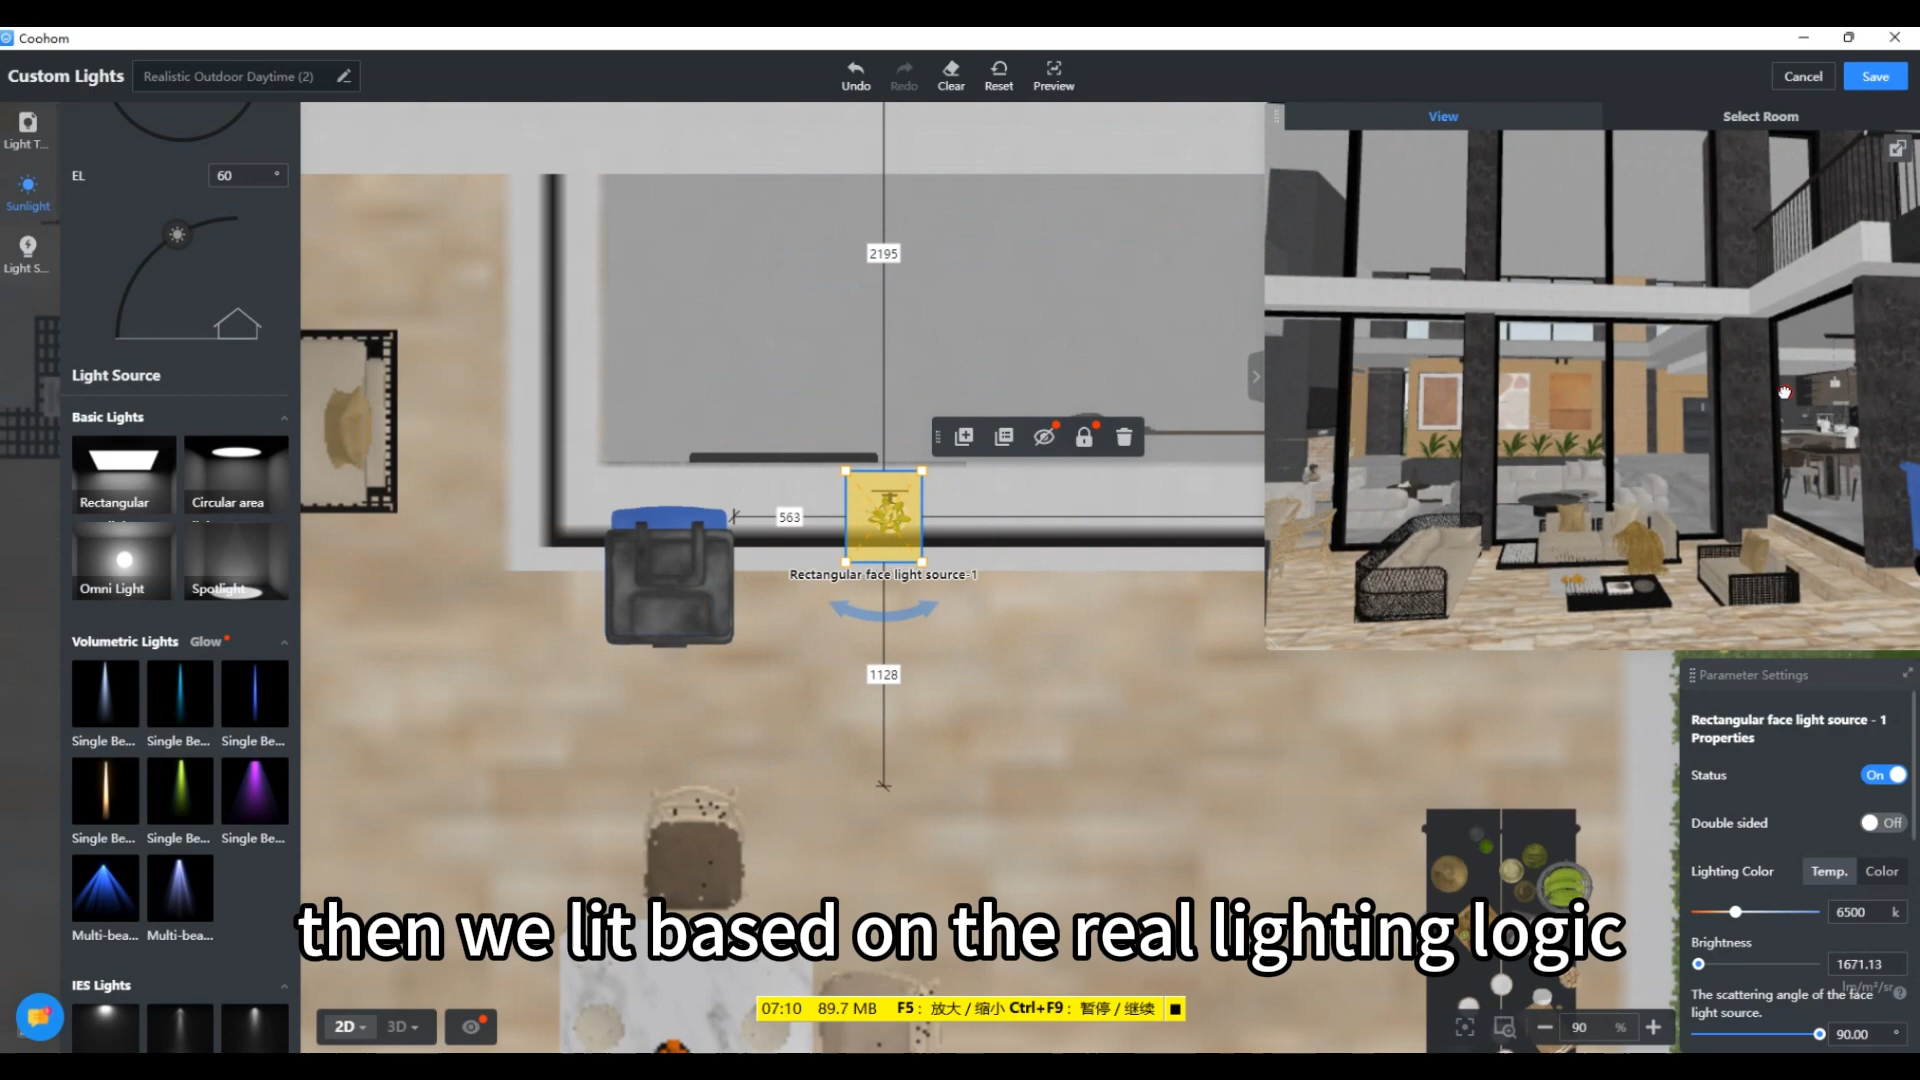 Coohom
Custom Lights
Realistic Outdoor Daytime (2)
Undo
Redo
Clear
Reset
Preview
Cancel
Save
Light T...
Sunlight
Light S...
EL
60
°
Light Source
Basic Lights
Rectangular
Circular area
Omni Light
Spotlight
Volumetric Lights Glow
Single Be... Single Be... Single Be...
Single Be... Single Be... Single Be...
Multi-bea... Multi-bea...
IES Lights
2195
563
Rectangular face light source-1
1128
View
Select Room
Parameter Settings
Rectangular face light source - 1
Properties
Status
On
Double sided
Off
Lighting Color
Temp.
Color
6500 k
Brightness
1671.13
lm/m²/sr
The scattering angle of the face
light source.
90.00 °
then we lit based on the real lighting logic
07:10 89.7 MB F5：放大/缩小 Ctrl+F9：暂停/继续
2D
3D
90 %